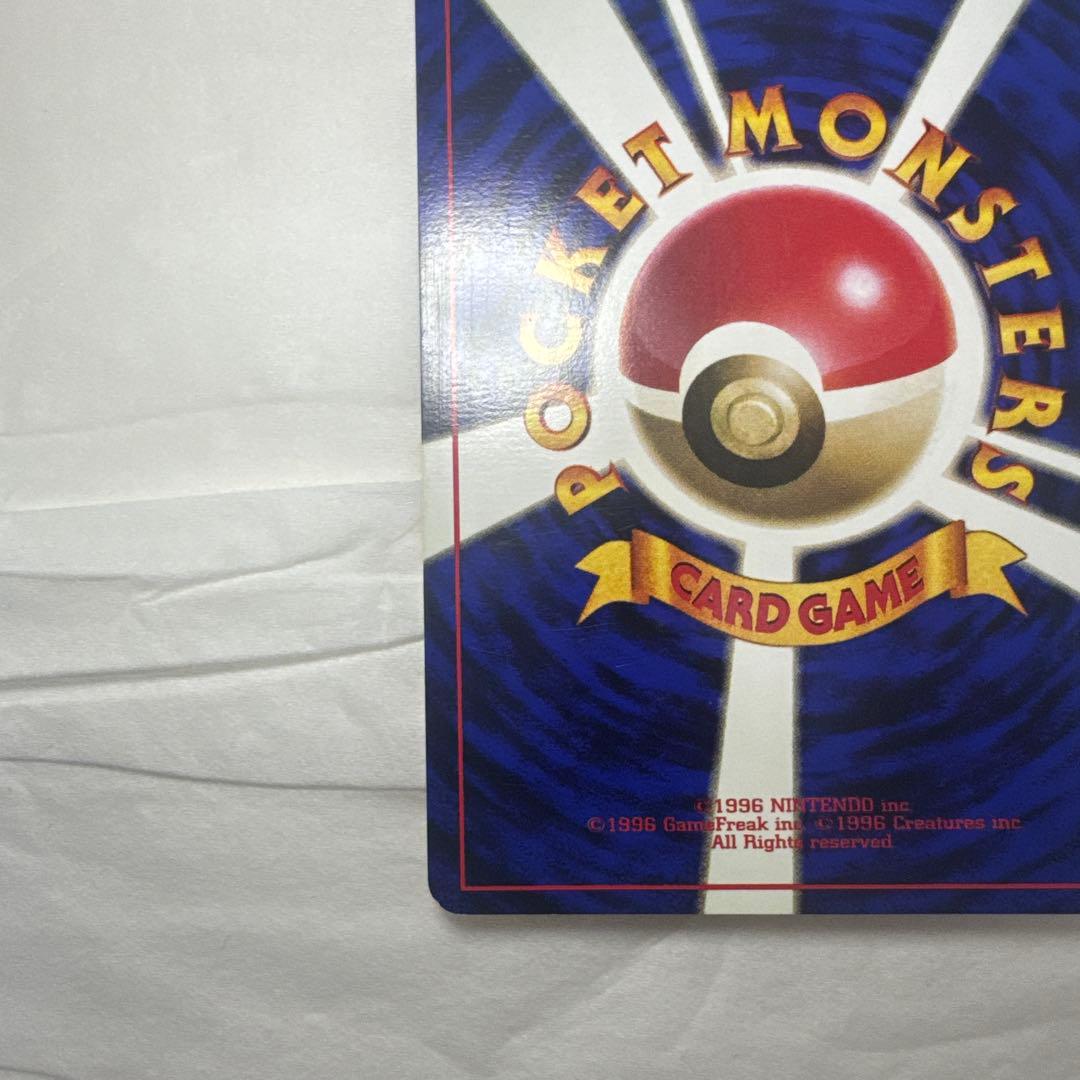 POCKET MONSTERS
CARD GAME
©1996 NINTENDO inc.
©1996 GameFreak inc. ©1996 Creatures inc.
All Rights reserved.